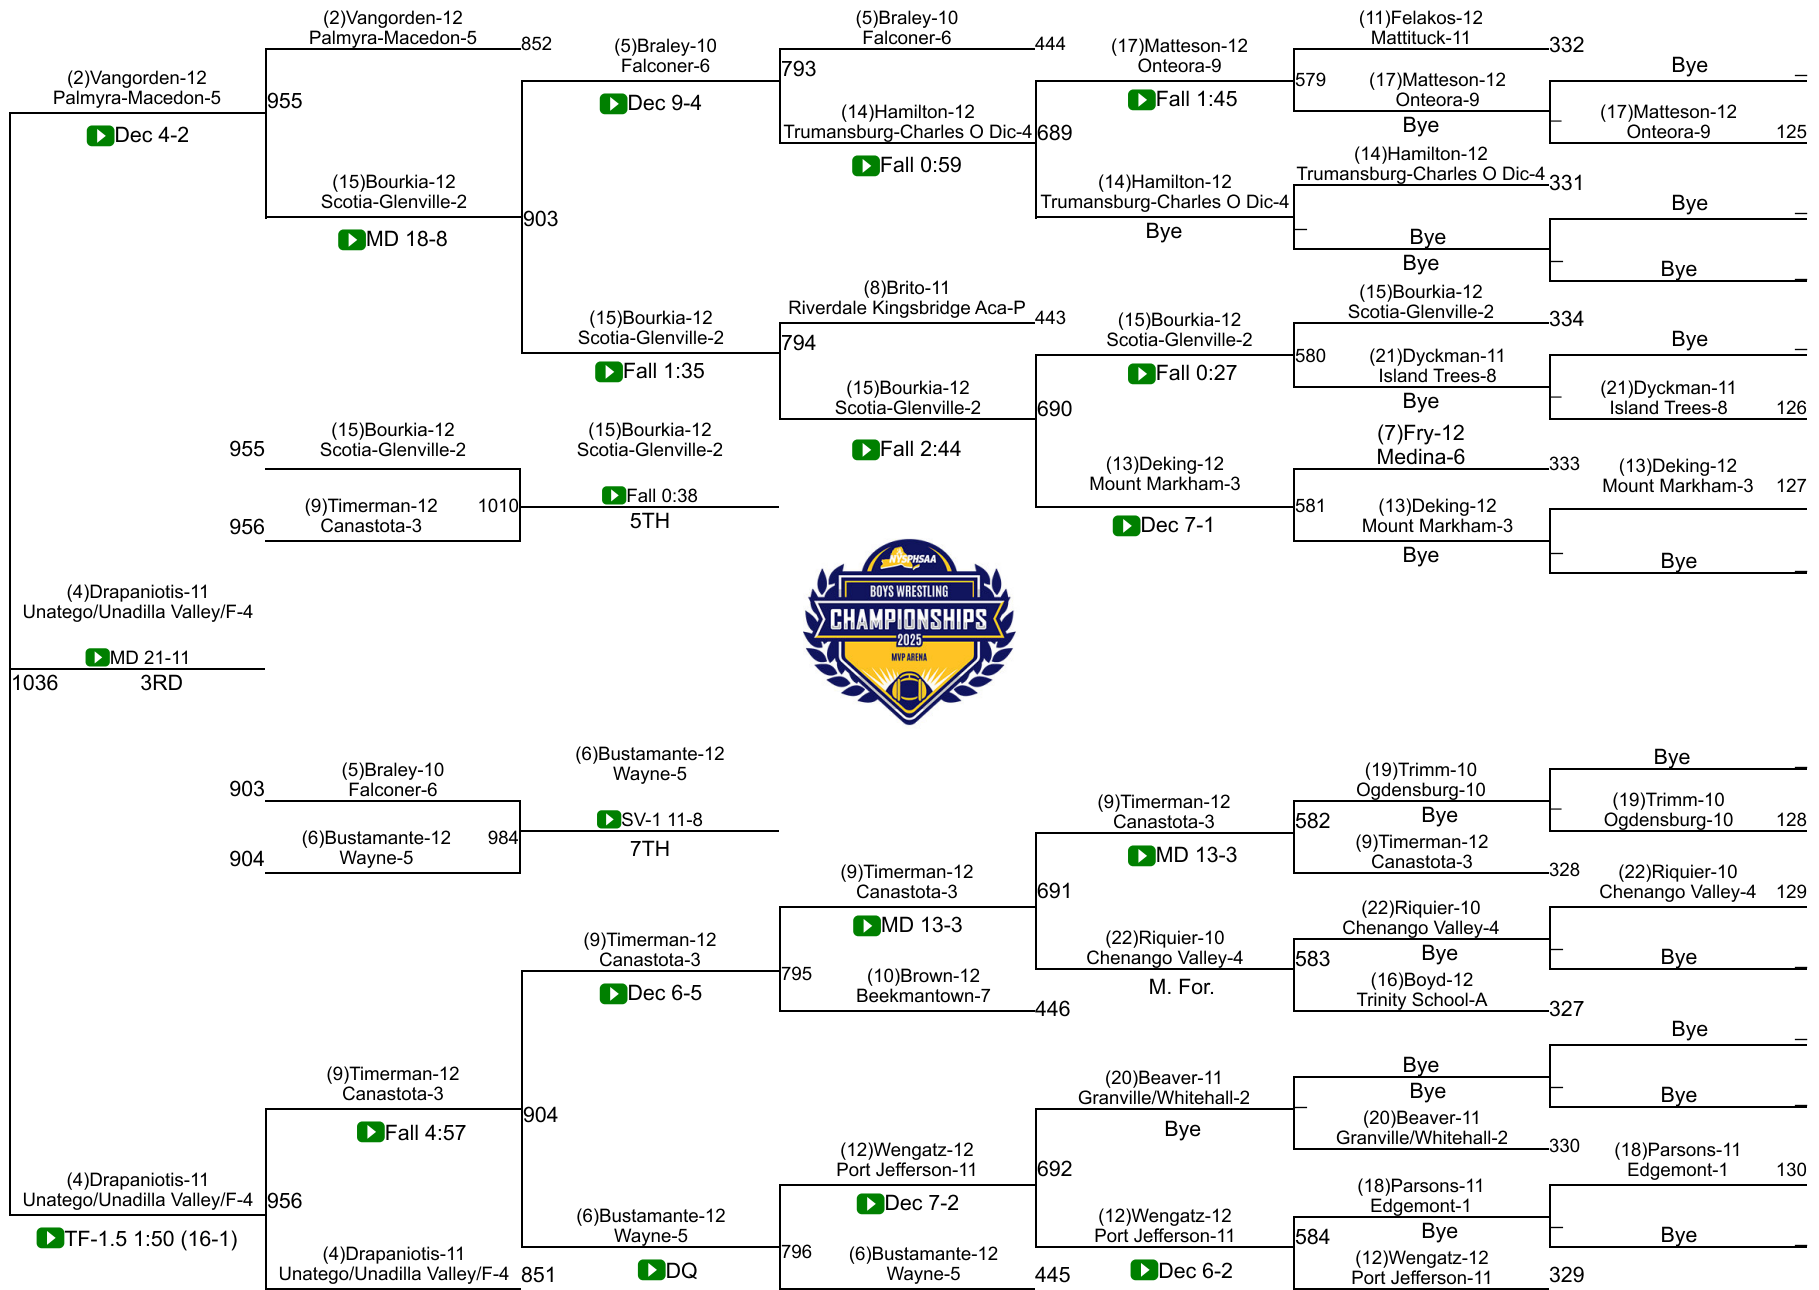 (2)Vangorden-12
Palmyra-Macedon-5
852
(5)Braley-10
Falconer-6
444
(11)Felakos-12
Mattituck-11
332
(5)Braley-10
Falconer-6
793
(17)Matteson-12
Onteora-9
579
Bye
(2)Vangorden-12
Palmyra-Macedon-5
955
Dec 9-4
Fall 1:45
(17)Matteson-12
Onteora-9
Bye
(17)Matteson-12
Onteora-9
125
Dec 4-2
(14)Hamilton-12
Trumansburg-Charles O Dic-4
689
Fall 0:59
(14)Hamilton-12
Trumansburg-Charles O Dic-4
331
(15)Bourkia-12
Scotia-Glenville-2
903
(14)Hamilton-12
Trumansburg-Charles O Dic-4
Bye
Bye
MD 18-8
Bye
Bye
Bye
(8)Brito-11
Riverdale Kingsbridge Aca-P
443
(15)Bourkia-12
Scotia-Glenville-2
334
(15)Bourkia-12
Scotia-Glenville-2
794
(15)Bourkia-12
Scotia-Glenville-2
580
Bye
Fall 1:35
Fall 0:27
(21)Dyckman-11
Island Trees-8
Bye
(21)Dyckman-11
Island Trees-8
126
(15)Bourkia-12
Scotia-Glenville-2
690
955
(15)Bourkia-12
Scotia-Glenville-2
(15)Bourkia-12
Scotia-Glenville-2
Fall 2:44
(7)Fry-12
Medina-6
333
(13)Deking-12
Mount Markham-3
581
(13)Deking-12
Mount Markham-3
127
956
(9)Timerman-12
Canastota-3
1010
Fall 0:38
5TH
Dec 7-1
(13)Deking-12
Mount Markham-3
Bye
Bye
NYSPHSAA
BOYS WRESTLING
CHAMPIONSHIPS
2025
MVP ARENA
(4)Drapaniotis-11
Unatego/Unadilla Valley/F-4
MD 21-11
1036
3RD
903
(5)Braley-10
Falconer-6
(6)Bustamante-12
Wayne-5
(19)Trimm-10
Ogdensburg-10
Bye
904
(6)Bustamante-12
Wayne-5
984
SV-1 11-8
7TH
(9)Timerman-12
Canastota-3
582
Bye
(19)Trimm-10
Ogdensburg-10
128
MD 13-3
(9)Timerman-12
Canastota-3
328
(9)Timerman-12
Canastota-3
691
(22)Riquier-10
Chenango Valley-4
129
MD 13-3
(22)Riquier-10
Chenango Valley-4
(9)Timerman-12
Canastota-3
795
(22)Riquier-10
Chenango Valley-4
583
Bye
Bye
Dec 6-5
(10)Brown-12
Beekmantown-7
446
M. For.
(16)Boyd-12
Trinity School-A
327
Bye
(9)Timerman-12
Canastota-3
904
(20)Beaver-11
Granville/Whitehall-2
Bye
Bye
Bye
Fall 4:57
Bye
(20)Beaver-11
Granville/Whitehall-2
330
(12)Wengatz-12
Port Jefferson-11
692
(18)Parsons-11
Edgemont-1
130
(4)Drapaniotis-11
Unatego/Unadilla Valley/F-4
956
Dec 7-2
(18)Parsons-11
Edgemont-1
TF-1.5 1:50 (16-1)
(6)Bustamante-12
Wayne-5
796
(12)Wengatz-12
Port Jefferson-11
584
Bye
Bye
(4)Drapaniotis-11
Unatego/Unadilla Valley/F-4
851
DQ
(6)Bustamante-12
Wayne-5
445
Dec 6-2
(12)Wengatz-12
Port Jefferson-11
329